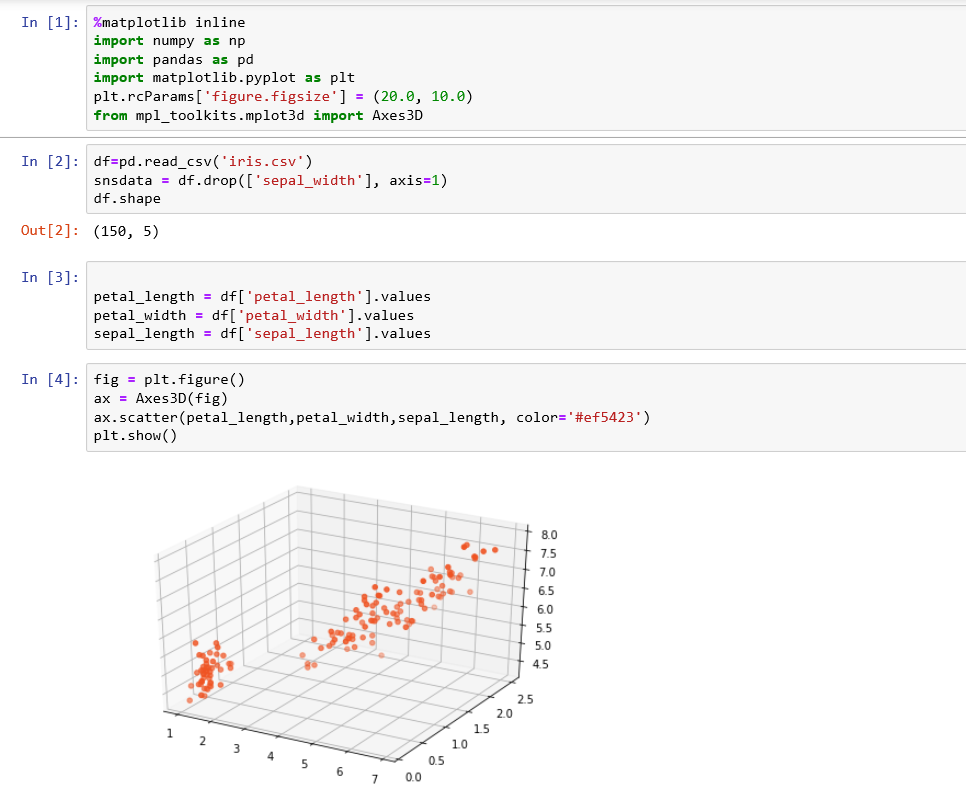 In [1]: %matplotlib inline
import numpy as np
import pandas as pd
import matplotlib.pyplot as plt
plt.rcParams['figure.figsize'] = (20.0, 10.0)
from mpl_toolkits.mplot3d import Axes3D
In [2]: df=pd.read_csv('iris.csv')
snsdata = df.drop(['sepal_width'], axis=1)
df.shape
Out[2]: (150, 5)
In [3]:
petal_length = df['petal_length'].values
petal_width = df['petal_width'].values
sepal_length = df['sepal_length'].values
In [4]: fig = plt.figure()
ax = Axes3D(fig)
ax.scatter(petal_length,petal_width,sepal_length, color='#ef5423')
plt.show()
8.0
7.5
7.0
6.5
6.0
5.5
5.0
4.5
2.5
2.0
1.5
1.0
0.5
0.0
1
2
3
4
5
6
7